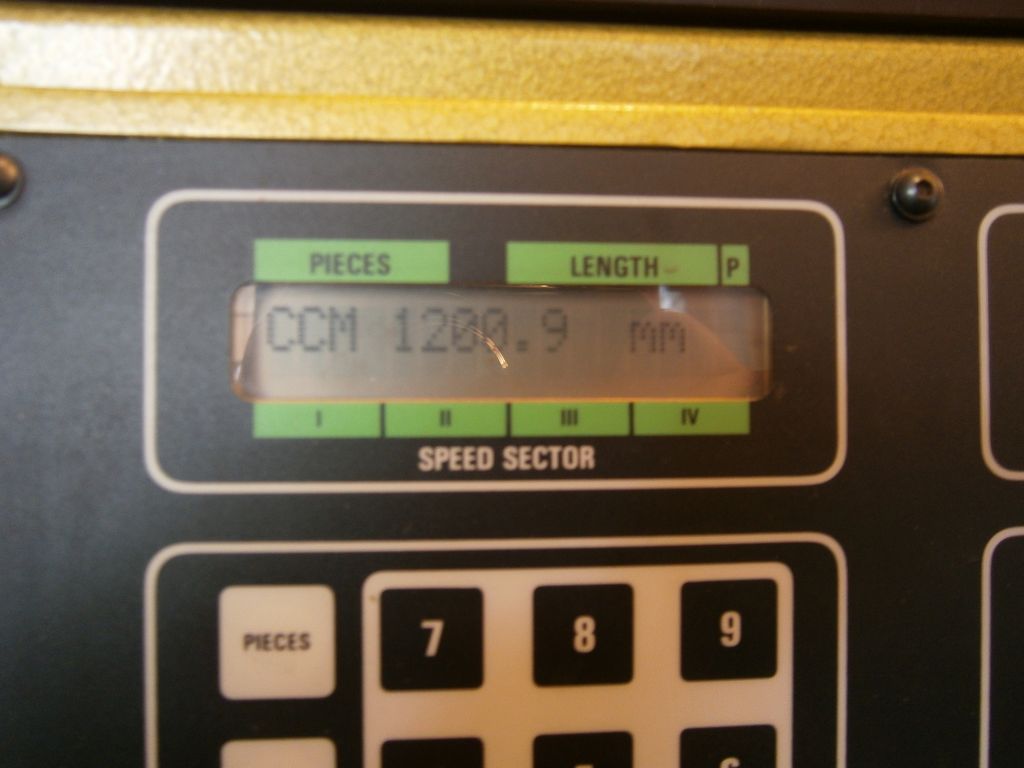 PIECES LENGTH P
CCM 1200.9 mm
I II III IV
SPEED SECTOR
PIECES 7 8 9